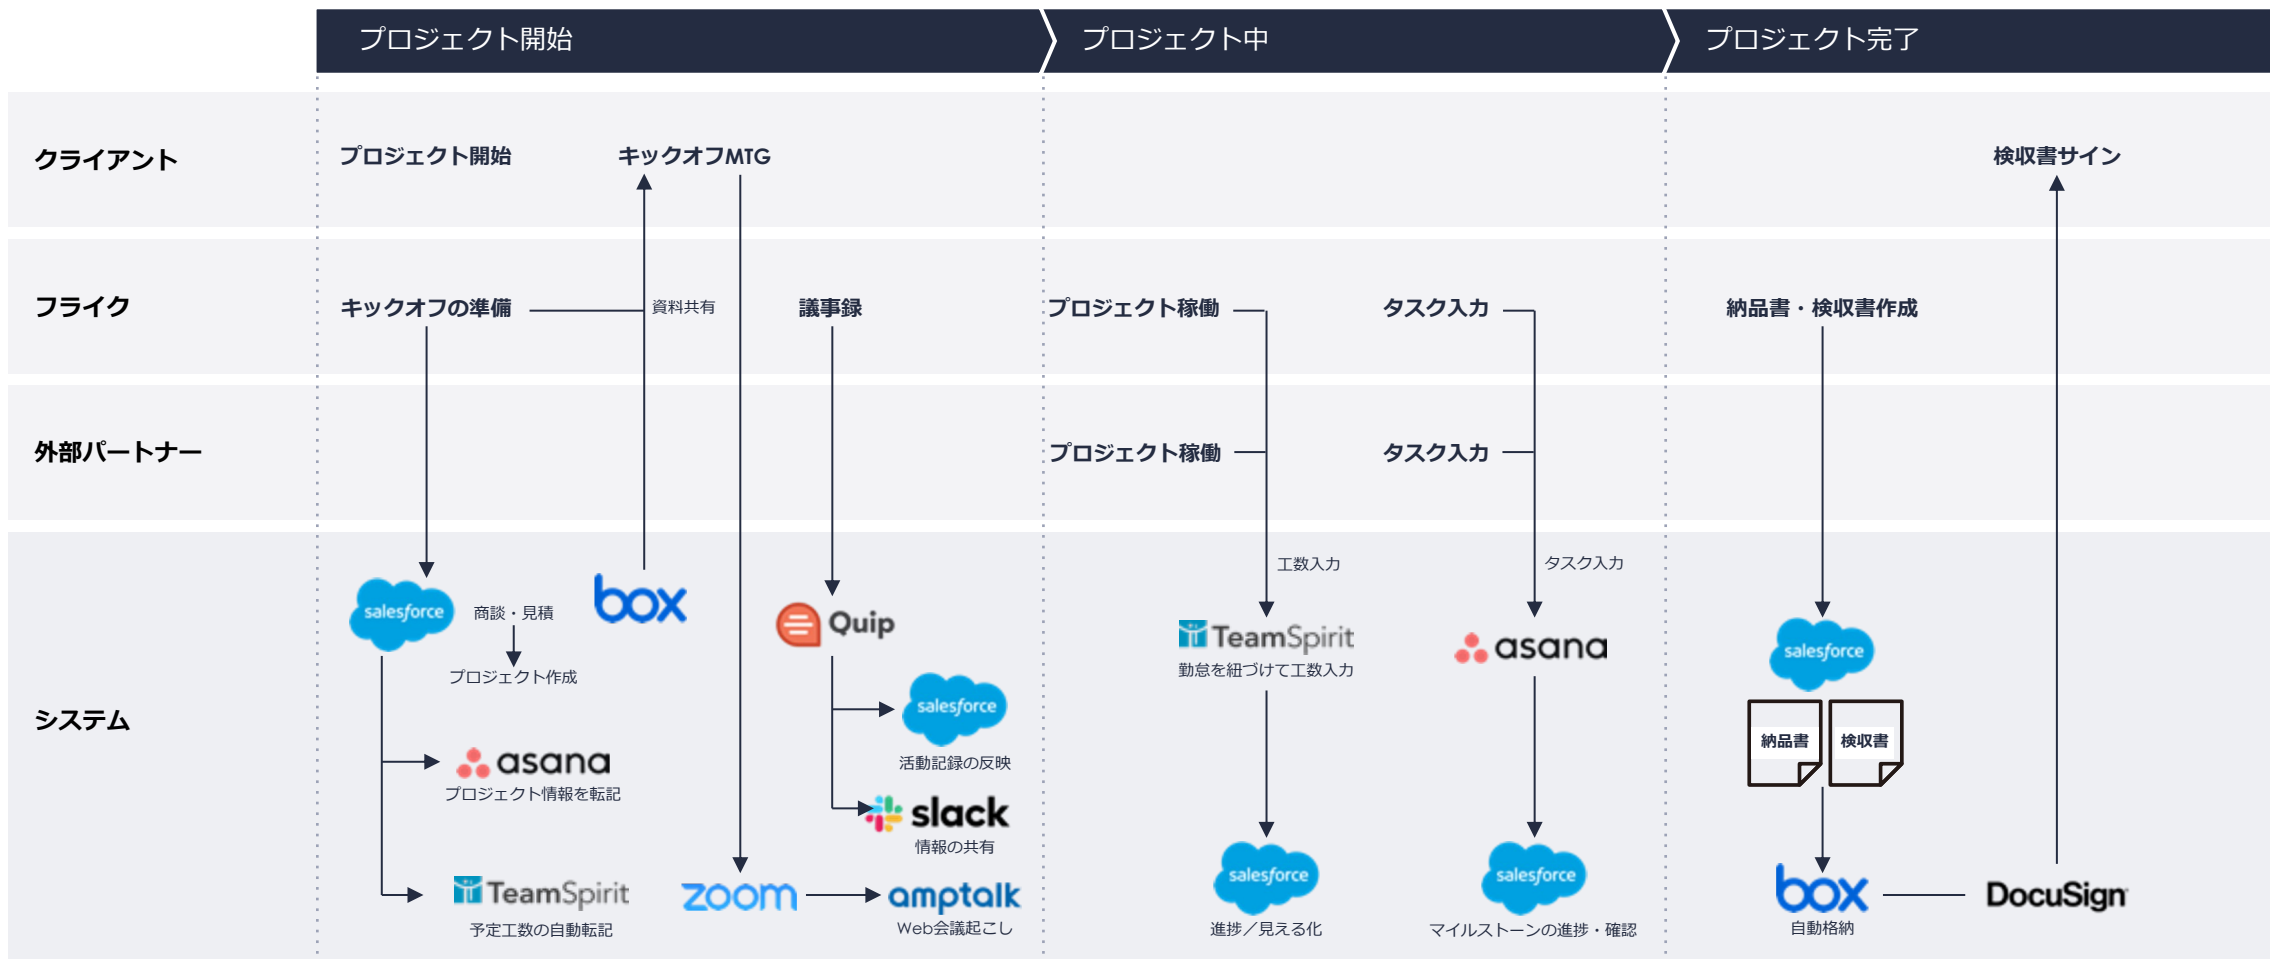 プロジェクト開始
プロジェクト中
プロジェクト完了
クライアント
プロジェクト開始
キックオフMTG
検収書サイン
フライク
キックオフの準備
資料共有
議事録
プロジェクト稼働
タスク入力
納品書・検収書作成
外部パートナー
プロジェクト稼働
タスク入力
システム
salesforce
商談・見積
プロジェクト作成
box
Quip
salesforce
活動記録の反映
asana
プロジェクト情報を転記
slack
情報の共有
TeamSpirit
予定工数の自動転記
zoom
amptalk
Web会議起こし
工数入力
TeamSpirit
勤怠を紐づけて工数入力
salesforce
進捗／見える化
タスク入力
asana
salesforce
マイルストーンの進捗・確認
salesforce
納品書
検収書
box
自動格納
DocuSign